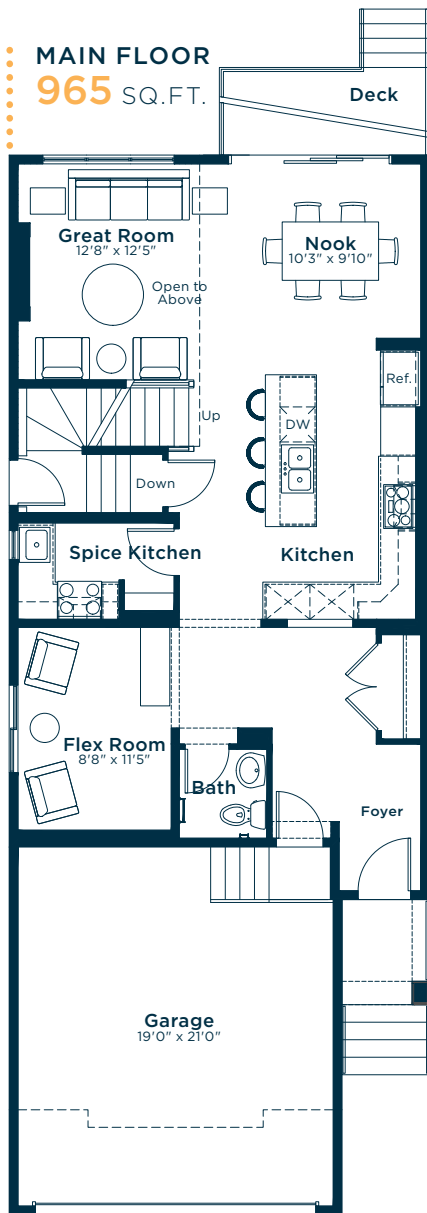 MAIN FLOOR
965 SQ.FT.
Deck
Great Room
12'8" x 12'5"
Nook
10'3" x 9'10"
Open to
Above
Ref.
Up
DW
Down
Spice Kitchen
Kitchen
Flex Room
8'8" x 11'5"
Bath
Foyer
Garage
19'0" x 21'0"